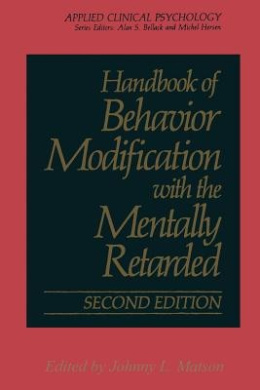 APPLIED CLINICAL PSYCHOLOGY
Series Editors: Alan S. Bellack and Michel Hersen
Handbook of
Behavior
Modification
with the
Mentally
Retarded
SECOND EDITION
Edited by Johnny L. Matson